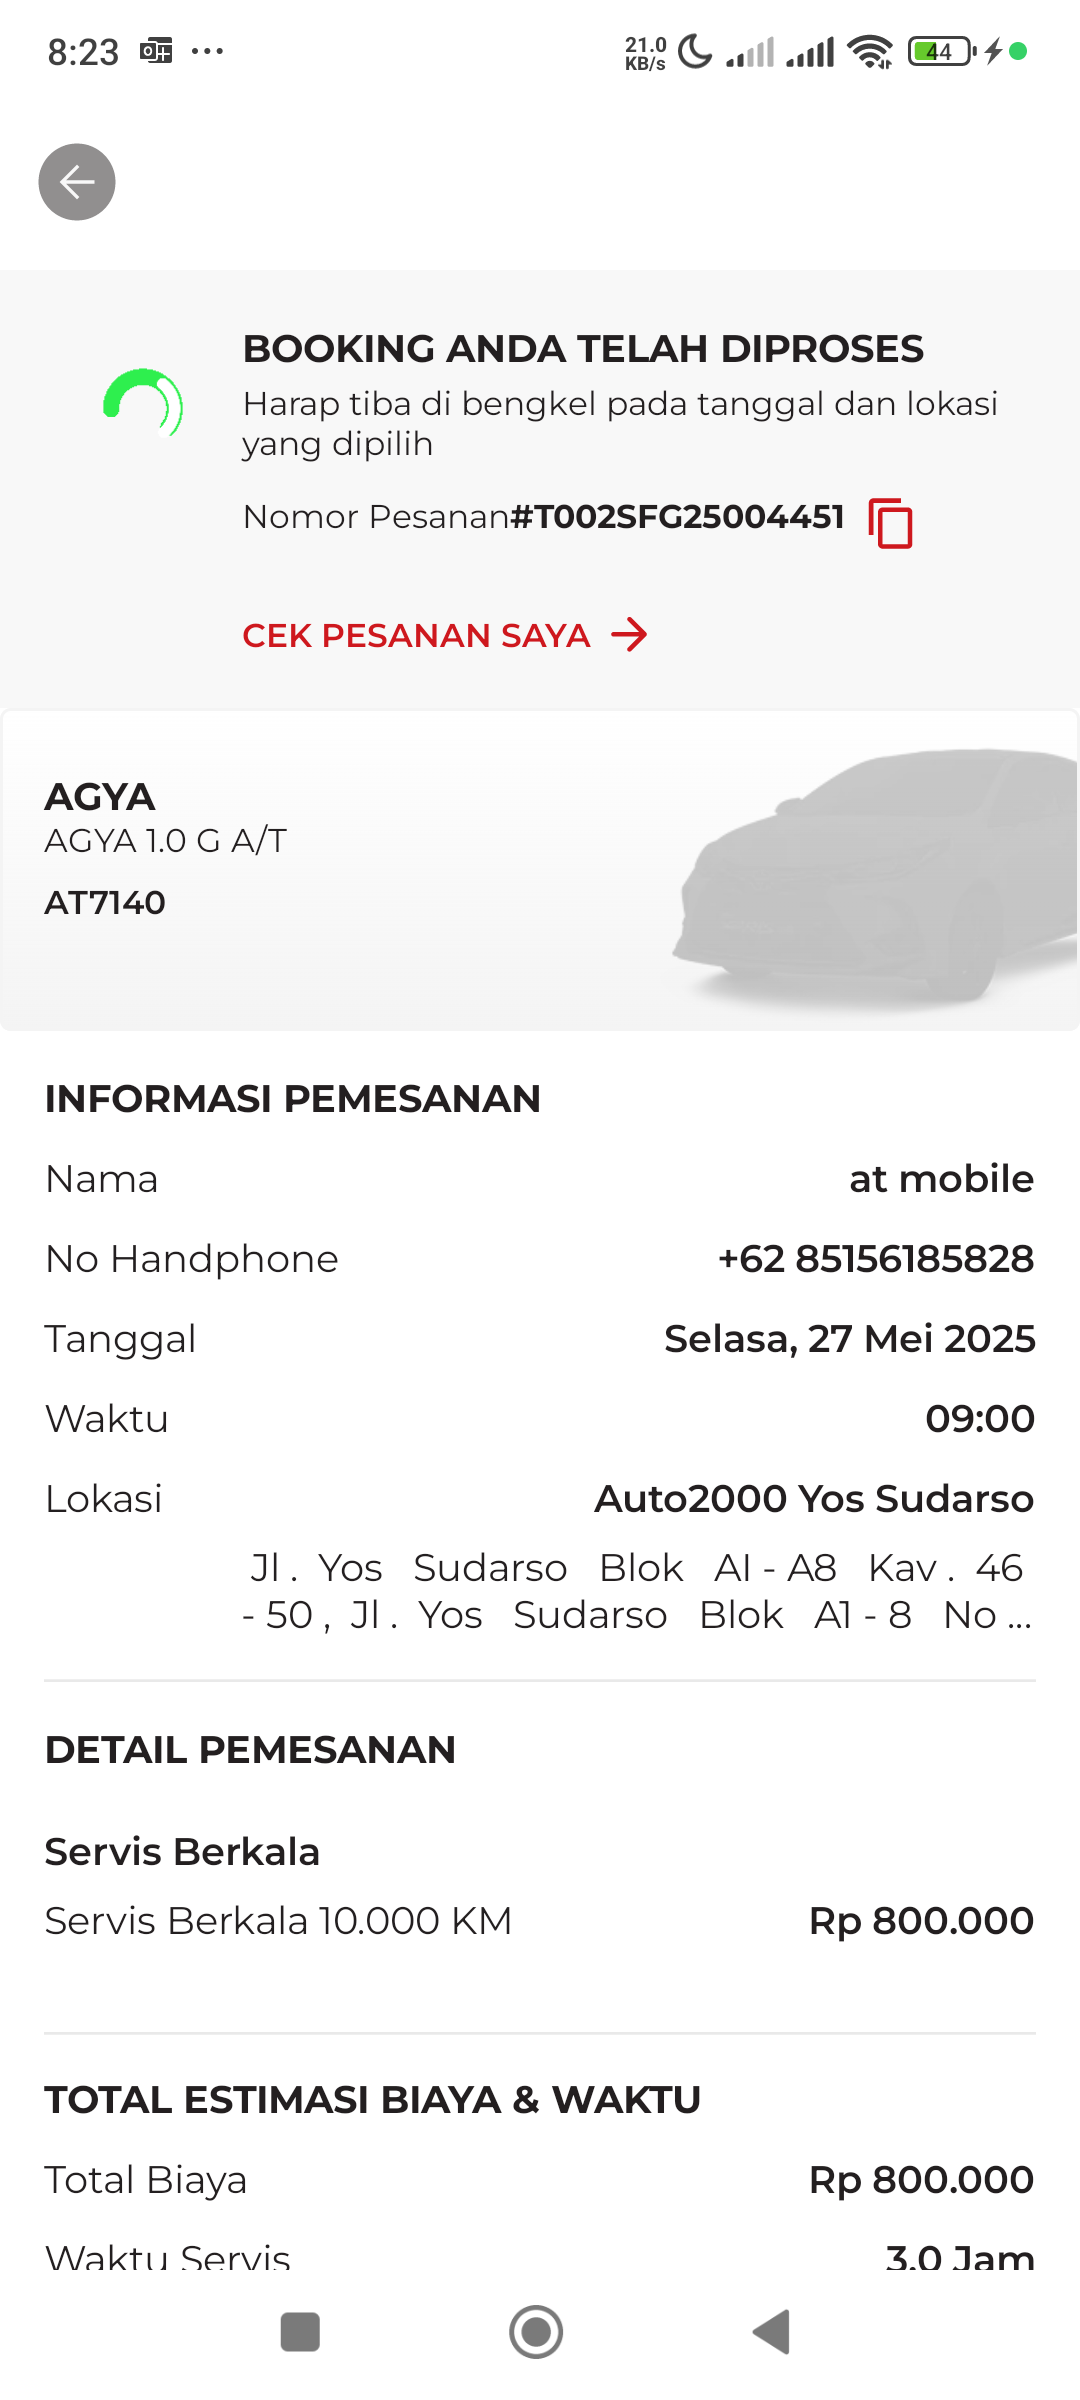 8:23
21.0
KB/s
44
BOOKING ANDA TELAH DIPROSES
Harap tiba di bengkel pada tanggal dan lokasi
yang dipilih
Nomor Pesanan#T002SFG25004451
CEK PESANAN SAYA
AGYA
AGYA 1.0 G A/T
AT7140
INFORMASI PEMESANAN
Nama at mobile
No Handphone +62 85156185828
Tanggal Selasa, 27 Mei 2025
Waktu 09:00
Lokasi Auto2000 Yos Sudarso
Jl . Yos Sudarso Blok AI - A8 Kav . 46
- 50 , Jl . Yos Sudarso Blok A1 - 8 No ...
DETAIL PEMESANAN
Servis Berkala
Servis Berkala 10.000 KM Rp 800.000
TOTAL ESTIMASI BIAYA & WAKTU
Total Biaya Rp 800.000
Waktu Servis 3.0 Jam